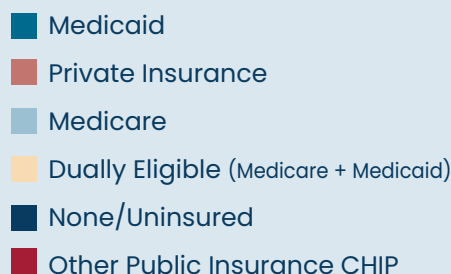 Medicaid
Private Insurance
Medicare
Dually Eligible (Medicare + Medicaid)
None/Uninsured
Other Public Insurance CHIP